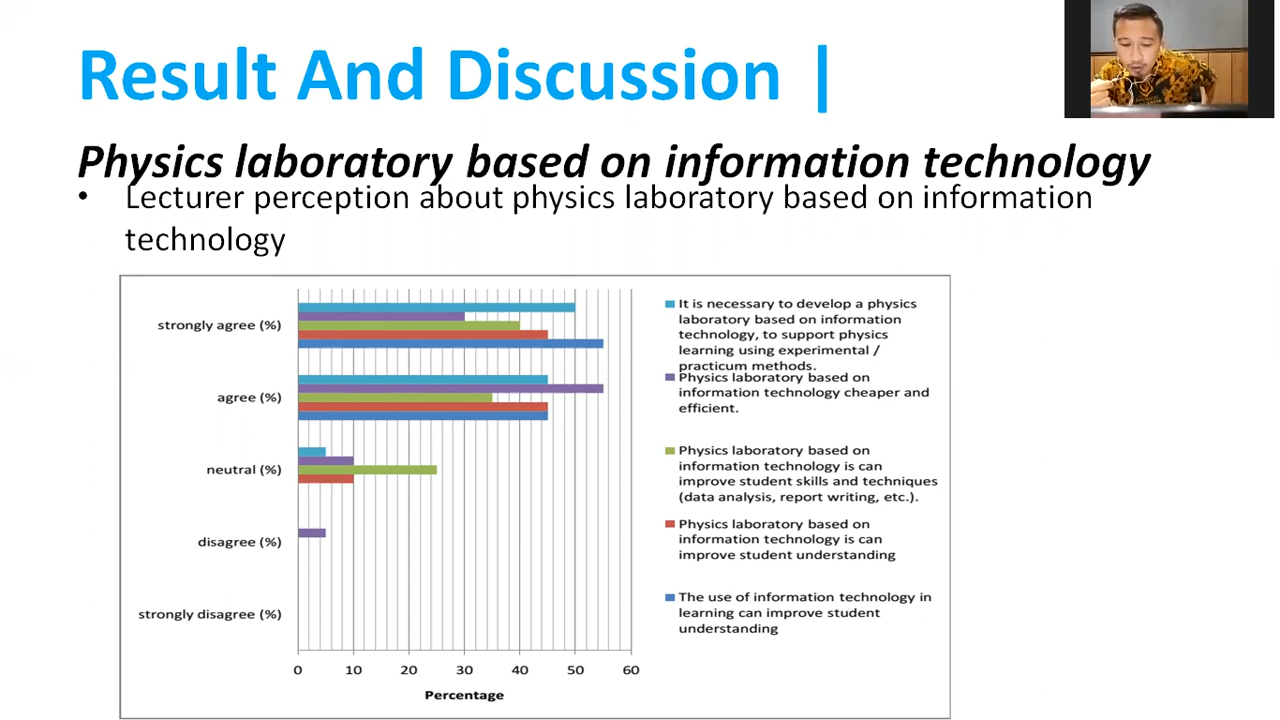 Result And Discussion |
Physics laboratory based on information technology
• Lecturer perception about physics laboratory based on information
technology
strongly agree (%)
agree (%)
neutral (%)
disagree (%)
strongly disagree (%)
0 10 20 30 40 50 60
Percentage
It is necessary to develop a physics
laboratory based on information
technology, to support physics
learning using experimental /
practicum methods.
Physics laboratory based on
information technology cheaper and
efficient.
Physics laboratory based on
information technology is can
improve student skills and techniques
(data analysis, report writing, etc.).
Physics laboratory based on
information technology is can
improve student understanding
The use of information technology in
learning can improve student
understanding